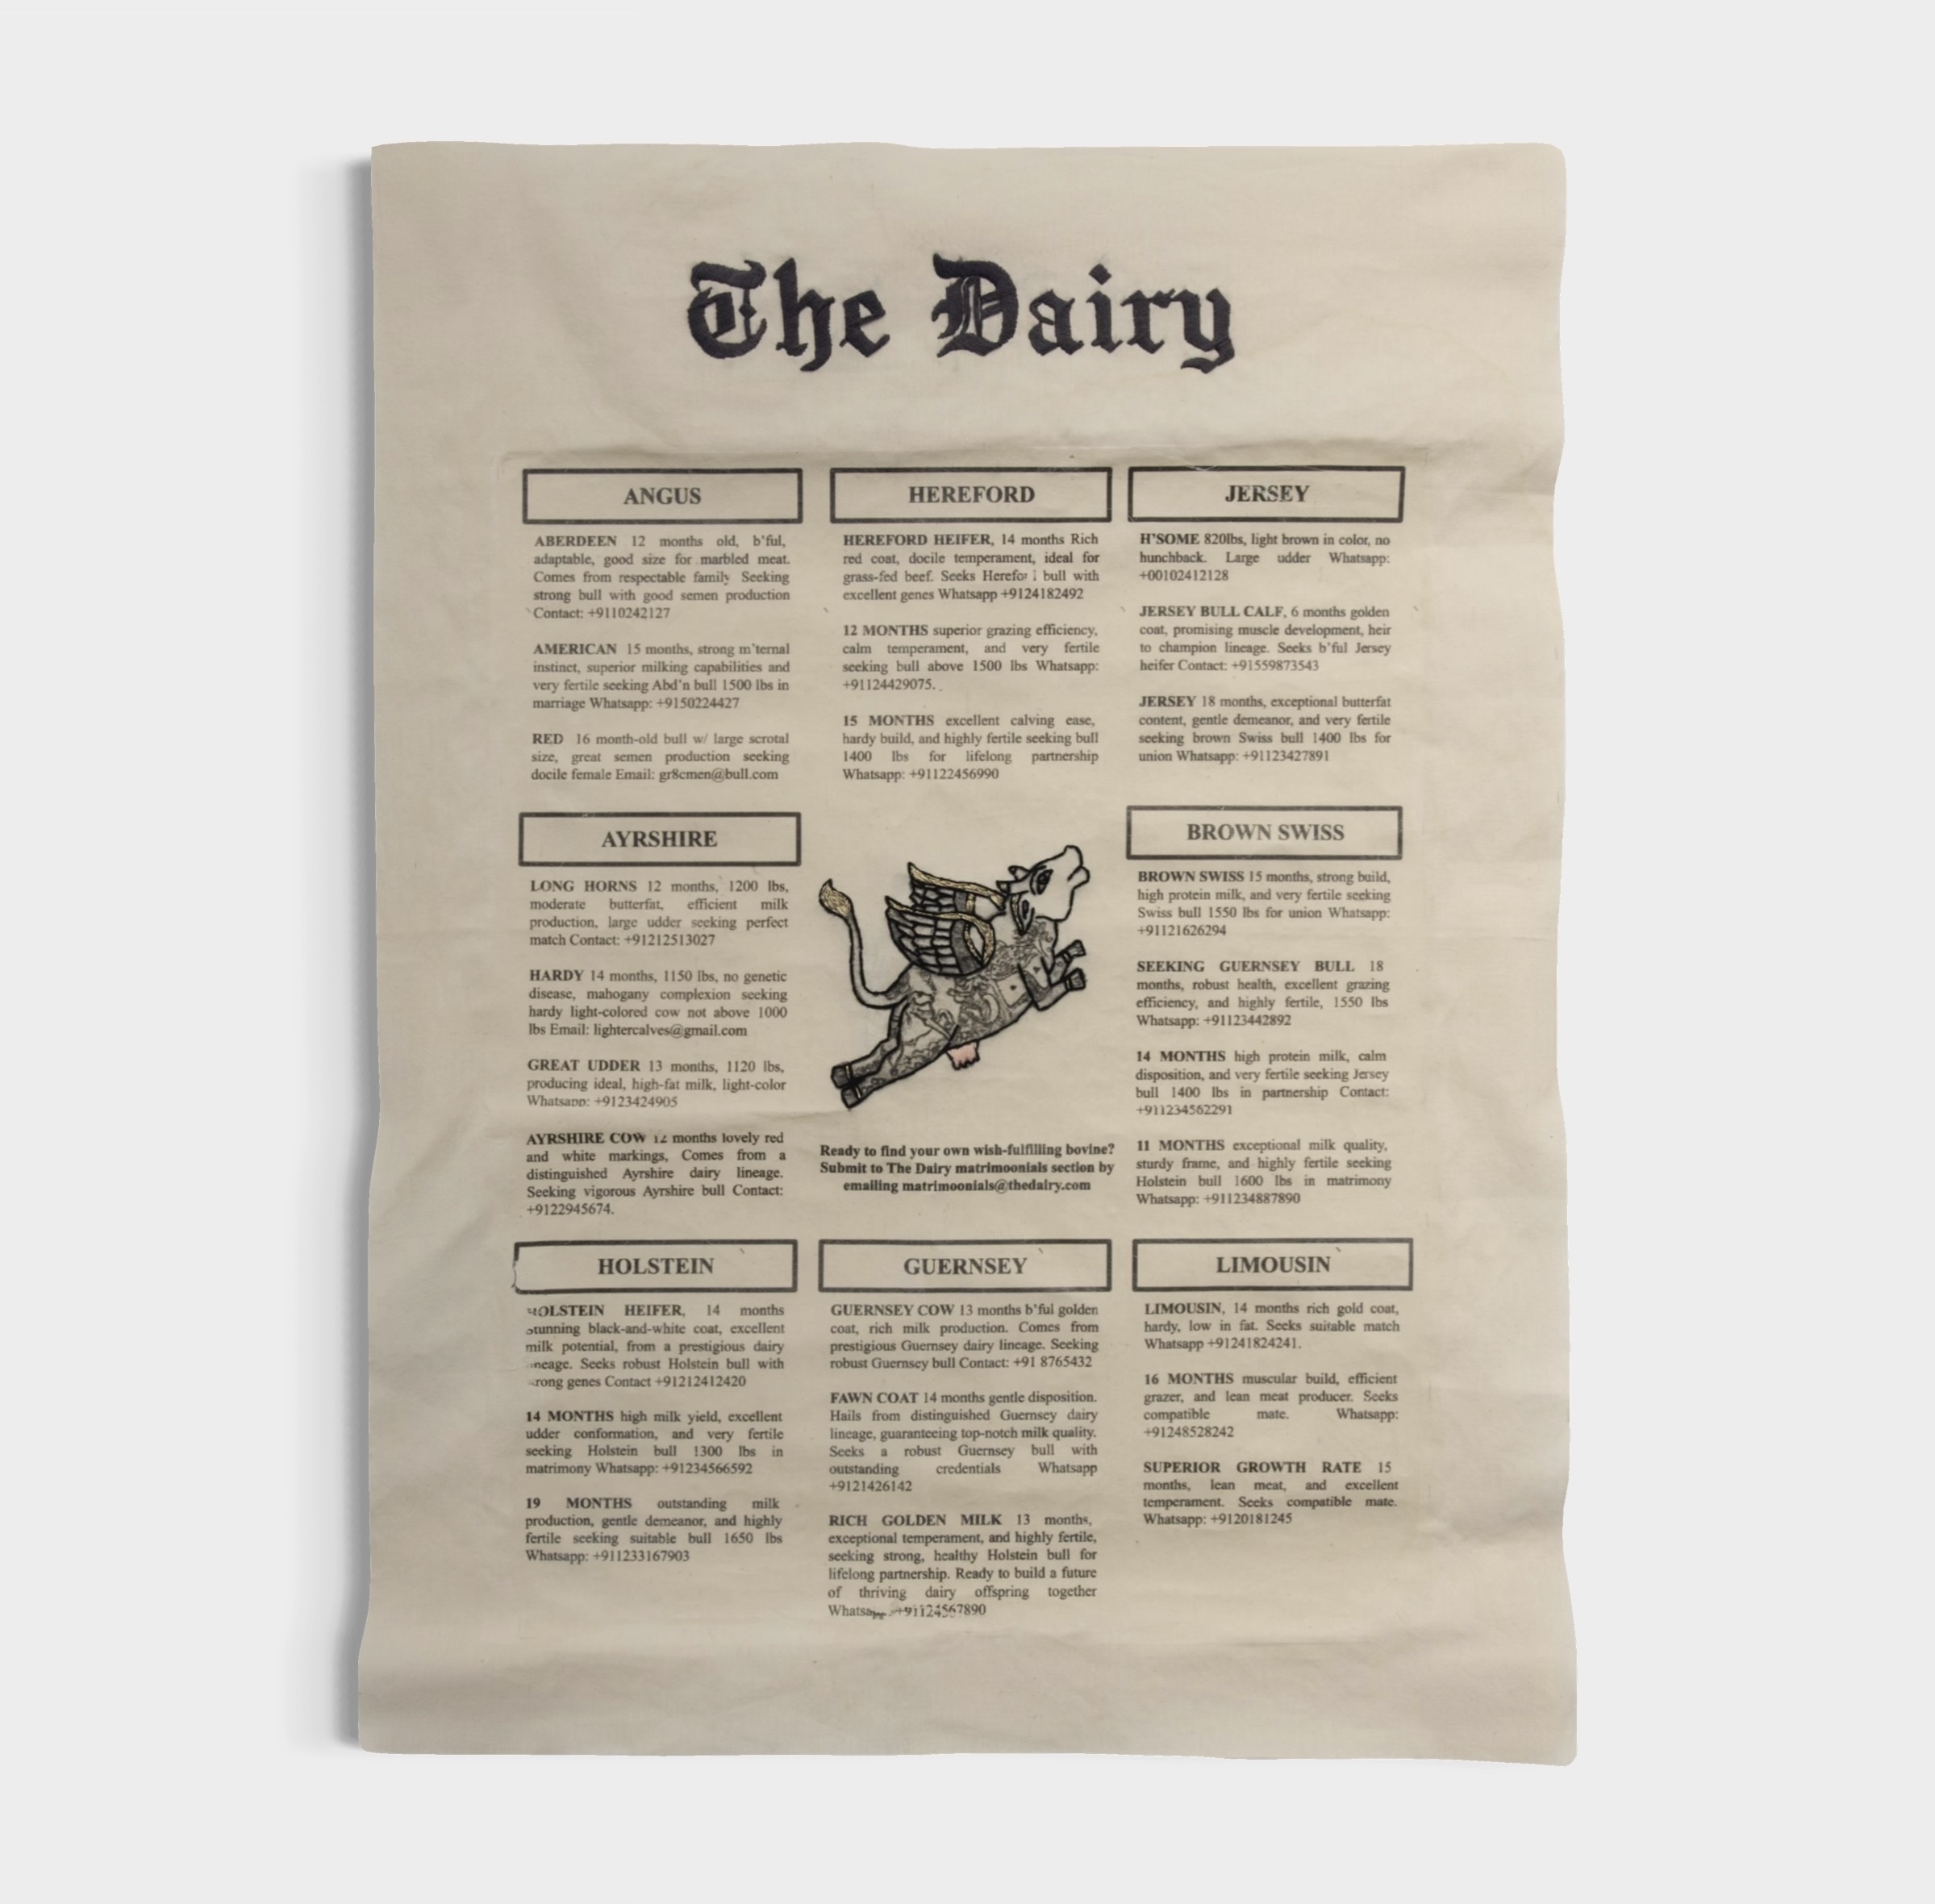 The Dairy
ANGUS
ABERDEEN 12 months old, b'ful,
adaptable, good size for marbled meat.
Comes from respectable family Seeking
strong bull with good semen production
Contact: +9110242127
AMERICAN 15 months, strong m'ternal
instinct, superior milking capabilities and
very fertile seeking Abd'n bull 1500 lbs in
marriage Whatsapp: +9150224427
RED 16 month-old bull w/ large scrotal
size, great semen production seeking
docile female Email: gr8cmen@bull.com
HEREFORD
HEREFORD HEIFER, 14 months Rich
red coat, docile temperament, ideal for
grass-fed beef. Seeks bull with
excellent genes Whatsapp +9124182492
12 MONTHS superior grazing efficiency,
calm temperament, and very fertile
seeking bull above 1500 lbs Whatsapp:
+91124429075.
15 MONTHS excellent calving ease,
hardy build, and highly fertile seeking bull
1400 lbs for lifelong partnership
Whatsapp: +91122456990
JERSEY
H'SOME 820lbs, light brown in color, no
hunchback. Large udder Whatsapp:
+00102412128
JERSEY BULL CALF, 6 months golden
coat, promising muscle development, heir
to champion lineage. Seeks b'ful Jersey
heifer Contact: +91559873543
JERSEY 18 months, exceptional butterfat
content, gentle demeanor, and very fertile
seeking brown Swiss bull 1400 lbs for
union Whatsapp: +91123427891
AYRSHIRE
LONG HORNS 12 months, 1200 lbs,
moderate butterfat, efficient milk
production, large udder seeking perfect
match Contact: +91212513027
HARDY 14 months, 1150 lbs, no genetic
disease, mahogany complexion seeking
hardy light-colored cow not above 1000
lbs Email: lightercalves@gmail.com
GREAT UDDER 13 months, 1120 lbs,
producing ideal, high-fat milk, light-color
Whatsapp: +9123424905
AYRSHIRE COW 12 months lovely red
and white markings, Comes from a
distinguished Ayrshire dairy lineage.
Seeking vigorous Ayrshire bull Contact:
+9122945674.
Ready to find your own wish-fulfilling bovine?
Submit to The Dairy matrimoonials section by
emailing matrimoonials@thedairy.com
BROWN SWISS
BROWN SWISS 15 months, strong build,
high protein milk, and very fertile seeking
Swiss bull 1550 lbs for union Whatsapp:
+91121626294
SEEKING GUERNSEY BULL 18
months, robust health, excellent grazing
efficiency, and highly fertile, 1550 lbs
Whatsapp: +91123442892
14 MONTHS high protein milk, calm
disposition, and very fertile seeking Jersey
bull 1400 lbs in partnership Contact:
+911234562291
11 MONTHS exceptional milk quality,
sturdy frame, and highly fertile seeking
Holstein bull 1600 lbs in matrimony
Whatsapp: +911234887890
HOLSTEIN
HOLSTEIN HEIFER, 14 months
stunning black-and-white coat, excellent
milk potential, from a prestigious dairy
lineage. Seeks robust Holstein bull with
strong genes Contact +91212412420
14 MONTHS high milk yield, excellent
udder conformation, and very fertile
seeking Holstein bull 1300 lbs in
matrimony Whatsapp: +91234566592
19 MONTHS outstanding milk
production, gentle demeanor, and highly
fertile seeking suitable bull 1650 lbs
Whatsapp: +911233167903
GUERNSEY
GUERNSEY COW 13 months b'ful golden
coat, rich milk production. Comes from
prestigious Guernsey dairy lineage. Seeking
robust Guernsey bull Contact: +91 8765432
FAWN COAT 14 months gentle disposition.
Hails from distinguished Guernsey dairy
lineage, guaranteeing top-notch milk quality.
Seeks a robust Guernsey bull with
outstanding credentials Whatsapp
+9121426142
RICH GOLDEN MILK 13 months,
exceptional temperament, and highly fertile,
seeking strong, healthy Holstein bull for
lifelong partnership. Ready to build a future
of thriving dairy offspring together
+91124567890
LIMOUSIN
LIMOUSIN, 14 months rich gold coat,
hardy, low in fat. Seeks suitable match
Whatsapp +91241824241.
16 MONTHS muscular build, efficient
grazer, and lean meat producer. Seeks
compatible mate. Whatsapp:
+91248528242
SUPERIOR GROWTH RATE 15
months, lean meat, and excellent
temperament. Seeks compatible mate.
Whatsapp: +9120181245